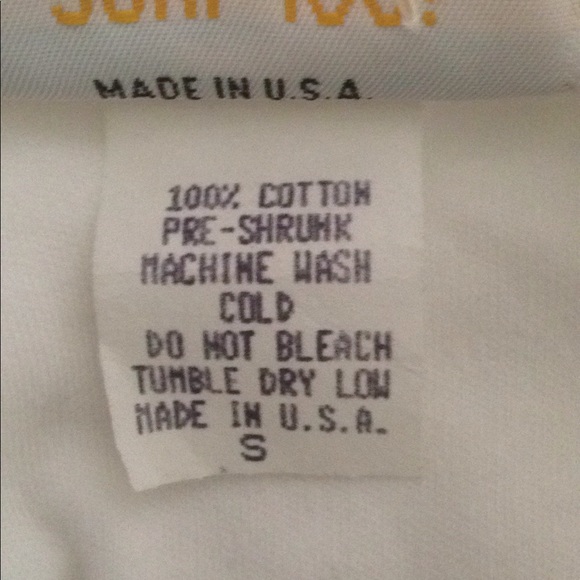 MADE IN U.S.A.
100% COTTON
PRE-SHRUNK
MACHINE WASH
COLD
DO NOT BLEACH
TUMBLE DRY LOW
MADE IN U.S.A.
S